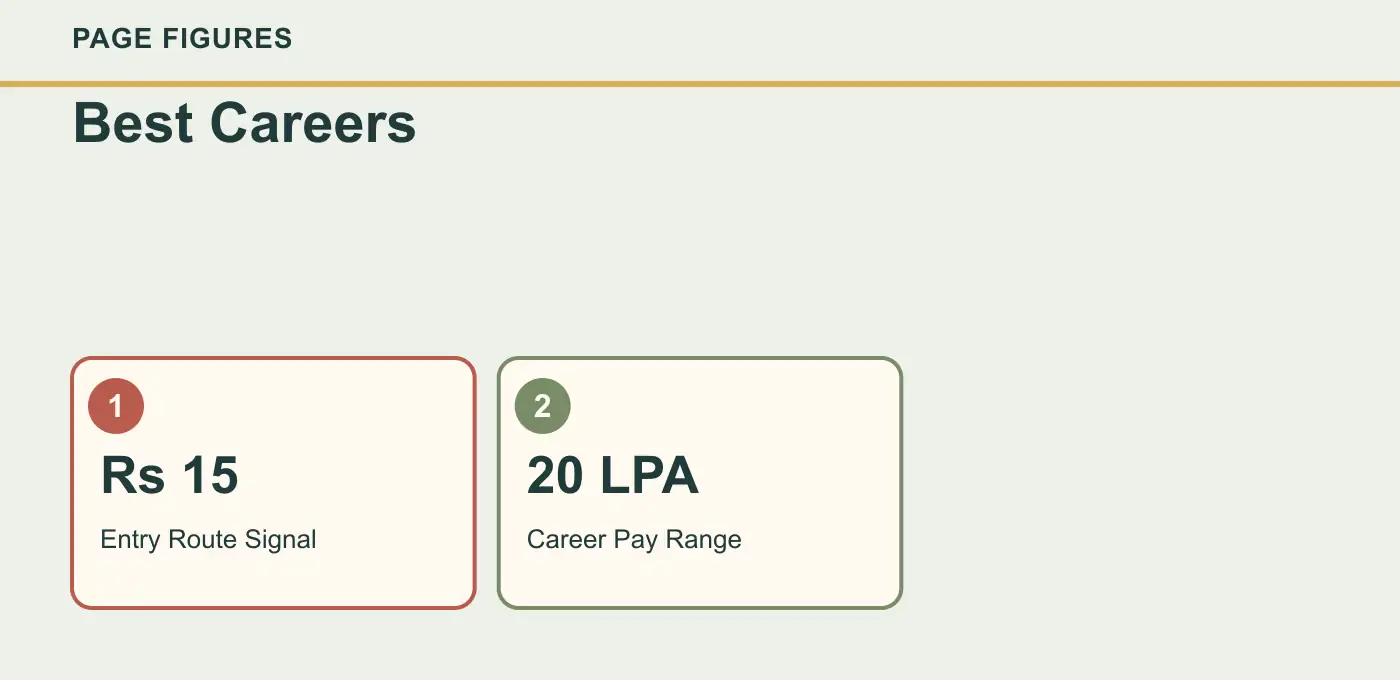 PAGE FIGURES
Best Careers
1
Rs 15
Entry Route Signal
2
20 LPA
Career Pay Range